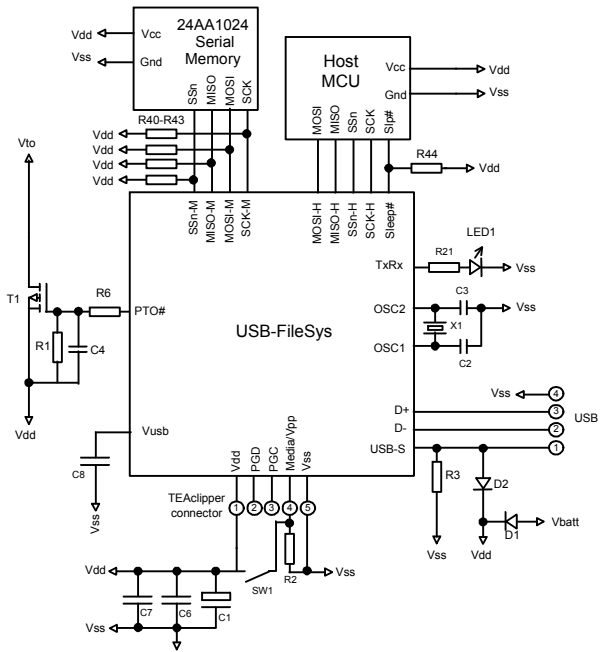 24AA1024
Serial
Memory
Vdd
Vcc
Vss
Gnd
SSn
MISO
MOSI
SCK
Host
MCU
Vcc
Vdd
Gnd
Vss
MOSI
MISO
SSn
SCK
Slp#
R40-R43
Vdd
Vdd
Vdd
Vdd
R44
Vdd
Vto
SSn-M
MISO-M
MOSI-M
SCK-M
MOSI-H
MISO-H
SSn-H
SCK-H
Sleep#
TxRx
R21
LED1
Vss
T1
R6
PTO#
R1
C4
Vdd
USB-FileSys
OSC2
C3
Vss
X1
OSC1
C2
Vss
4
D+
3
USB
D-
2
USB-S
1
Vusb
C8
Vss
Vdd
PGD
PGC
Media/Vpp
Vss
TEAclipper
connector
1
2
3
4
5
R3
D2
D1
Vbatt
Vss
Vdd
Vdd
SW1
R2
Vss
C7
C6
C1
Vss